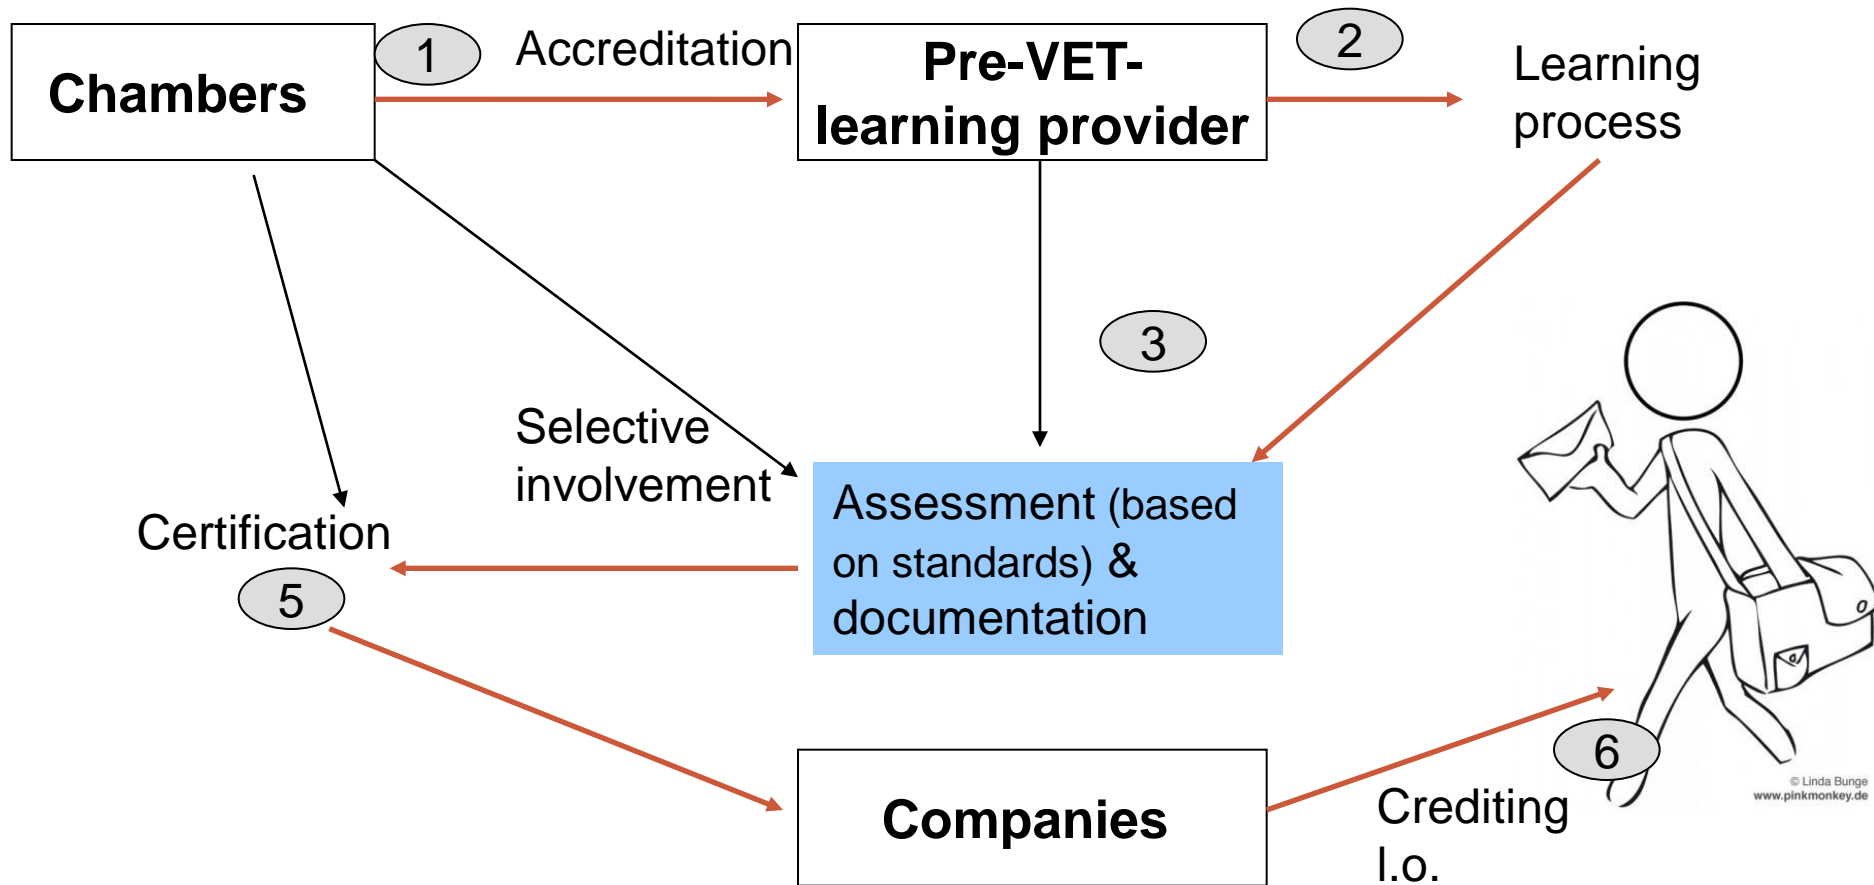 Chambers
1
Accreditation
Pre-VET-
learning provider
2
Learning
process
3
Selective
involvement
Assessment (based
on standards) &
documentation
Certification
5
Companies
6
Crediting
l.o.
© Linda Bunge
www.pinkmonkey.de